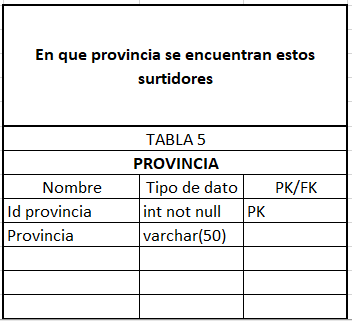 En que provincia se encuentran estos
surtidores
TABLA 5
PROVINCIA
Nombre Tipo de dato PK/FK
Id provincia int not null PK
Provincia varchar(50)